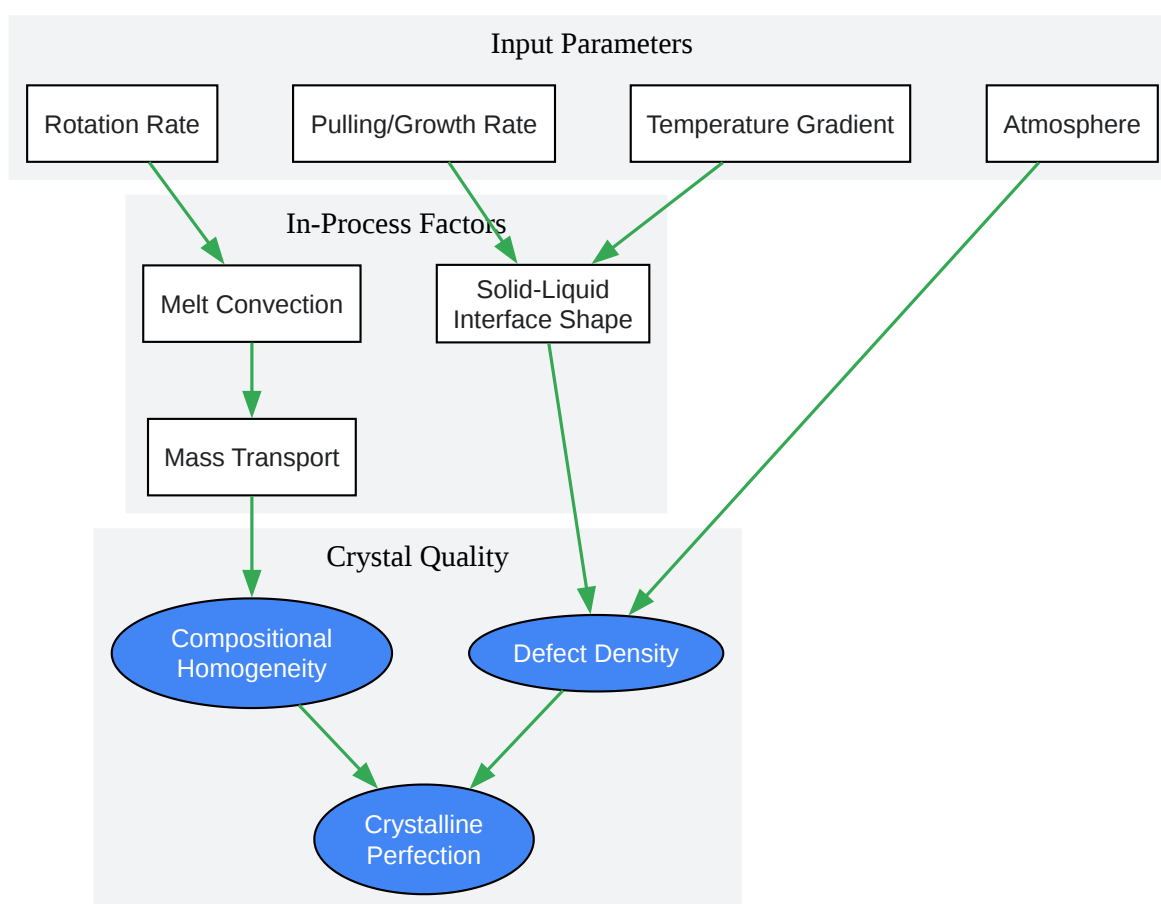 Input Parameters
Rotation Rate
Pulling/Growth Rate
Temperature Gradient
Atmosphere
In-Process Factors
Melt Convection
Solid-Liquid
Interface Shape
Mass Transport
Crystal Quality
Compositional
Homogeneity
Defect Density
Crystalline
Perfection